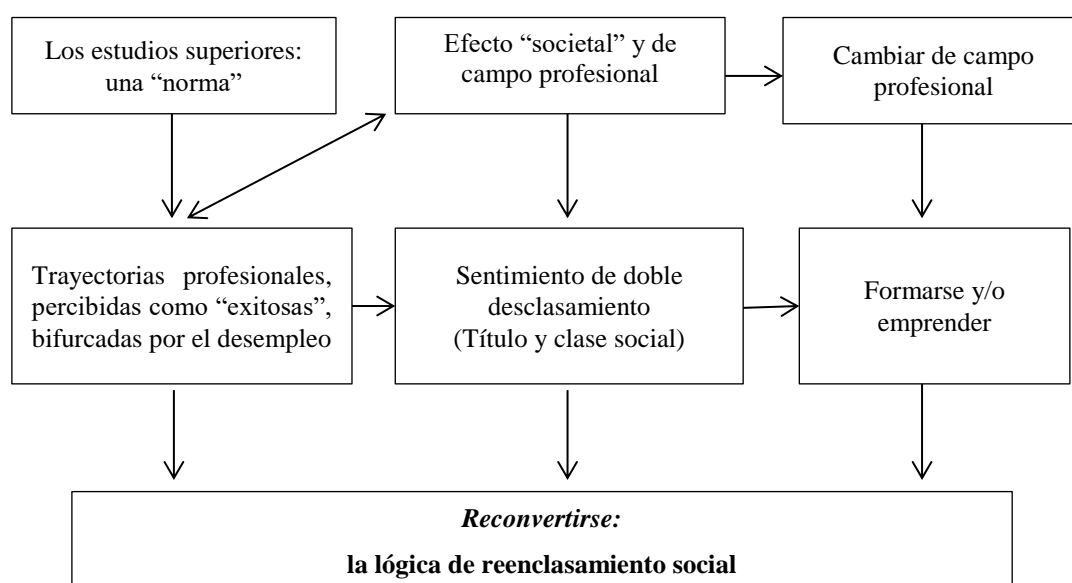 Los estudios superiores:
una “norma”
Efecto “societal” y de
campo profesional
Cambiar de campo
profesional
Trayectorias profesionales,
percibidas como “exitosas”,
bifurcadas por el desempleo
Sentimiento de doble
desclasamiento
(Título y clase social)
Formarse y/o
emprender
Reconvertirse:
la lógica de reenclasamiento social